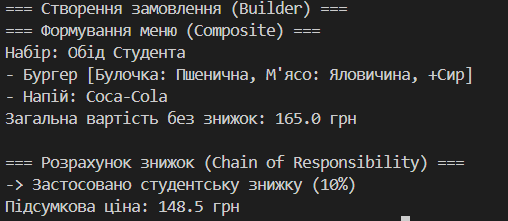 === Створення замовлення (Builder) ===
=== Формування меню (Composite) ===
Набір: Обід Студента
- Бургер [Булочка: Пшенична, М'ясо: Яловичина, +Сир]
- Напій: Coca-Cola
Загальна вартість без знижок: 165.0 грн
=== Розрахунок знижок (Chain of Responsibility) ===
-> Застосовано студентську знижку (10%)
Підсумкова ціна: 148.5 грн